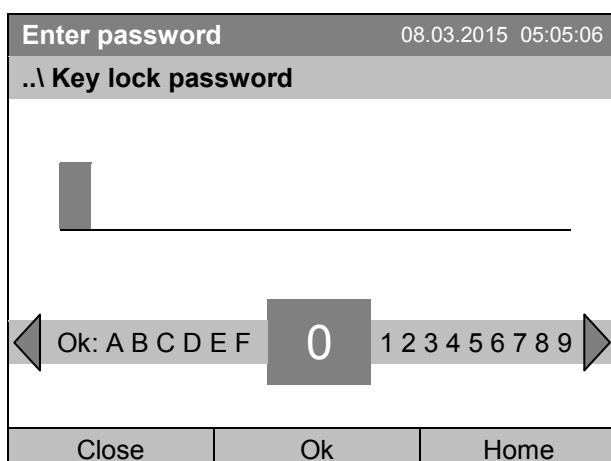 Enter password 08.03.2015 05:05:06
..\ Key lock password
Ok: A B C D E F 0 1 2 3 4 5 6 7 8 9
Close Ok Home